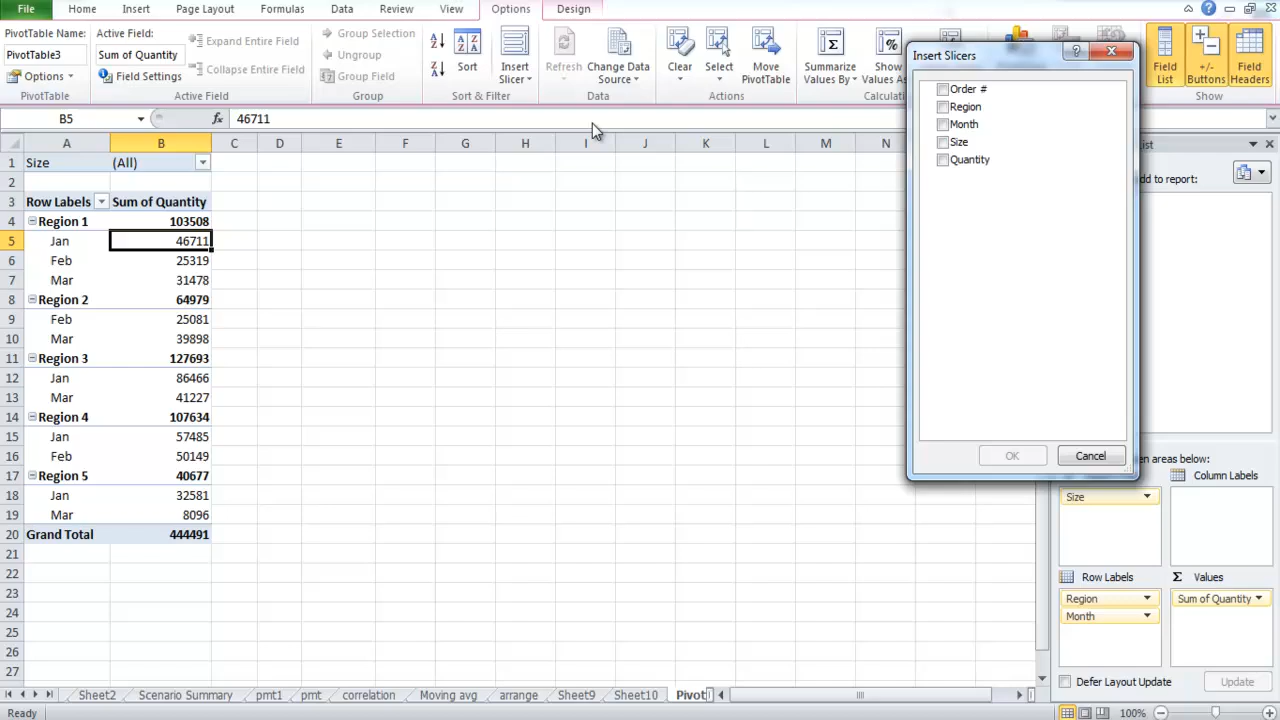 File Home Insert Page Layout Formulas Data Review View Options Design
PivotTable Name: Active Field: Expand Entire Field Group Selection
PivotTable3 Sum of Quantity Ungroup
Options Field Settings Collapse Entire Field Group Field
Sort Insert Slicer Refresh Change Data Source Clear Select Move PivotTable Summarize Values By Show Values As Field List +/- Buttons Field Headers
PivotTable Active Field Group Sort & Filter Data Actions Show
B5 fx 46711
A B C D E F G H I J K L M N
1 Size (All)
2
3 Row Labels Sum of Quantity
4 Region 1 103508
5 Jan 46711
6 Feb 25319
7 Mar 31478
8 Region 2 64979
9 Feb 25081
10 Mar 39898
11 Region 3 127693
12 Jan 86466
13 Mar 41227
14 Region 4 107634
15 Jan 57485
16 Feb 50149
17 Region 5 40677
18 Jan 32581
19 Mar 8096
20 Grand Total 444491
21
22
23
24
25
26
27
Insert Slicers
Order #
Region
Month
Size
Quantity
OK Cancel
add to report:
areas below:
Column Labels
Size
Row Labels Σ Values
Region Sum of Quantity
Month
Defer Layout Update Update
Sheet2 Scenario Summary pmt1 pmt correlation Moving avg arrange Sheet9 Sheet10 Pivot
Ready 100%